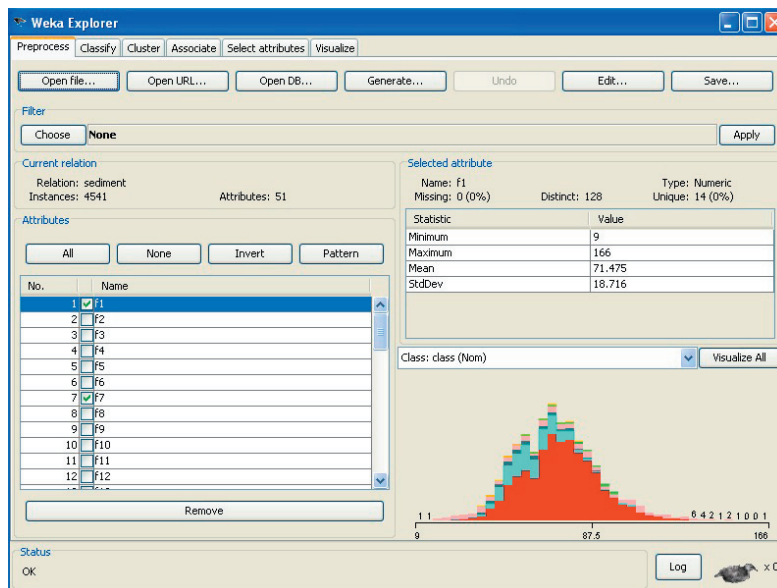 Weka Explorer
Preprocess Classify Cluster Associate Select attributes Visualize
Open file... Open URL... Open DB... Generate... Undo Edit... Save...
Filter
Choose None Apply
Current relation
Relation: sediment
Instances: 4541 Attributes: 51
Attributes
All None Invert Pattern
No. Name
1 f1
2 f2
3 f3
4 f4
5 f5
6 f6
7 f7
8 f8
9 f9
10 f10
11 f11
12 f12
Remove
Selected attribute
Name: f1 Type: Numeric
Missing: 0 (0%) Distinct: 128 Unique: 14 (0%)
Statistic Value
Minimum 9
Maximum 166
Mean 71.475
StdDev 18.716
Class: class (Nom) Visualize All
1 1 6 4 2 1 2 1 0 0 1
9 87.5 166
Status
OK Log